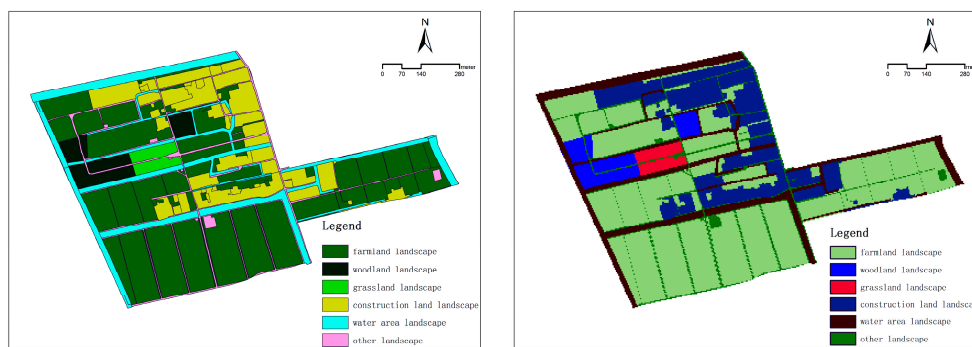 N
0 70 140 280
meter
Legend
farmland landscape
woodland landscape
grassland landscape
construction land landscape
water area landscape
other landscape
N
0 70 140 280
meter
Legend
farmland landscape
woodland landscape
grassland landscape
construction land landsca
water area landscape
other landscape